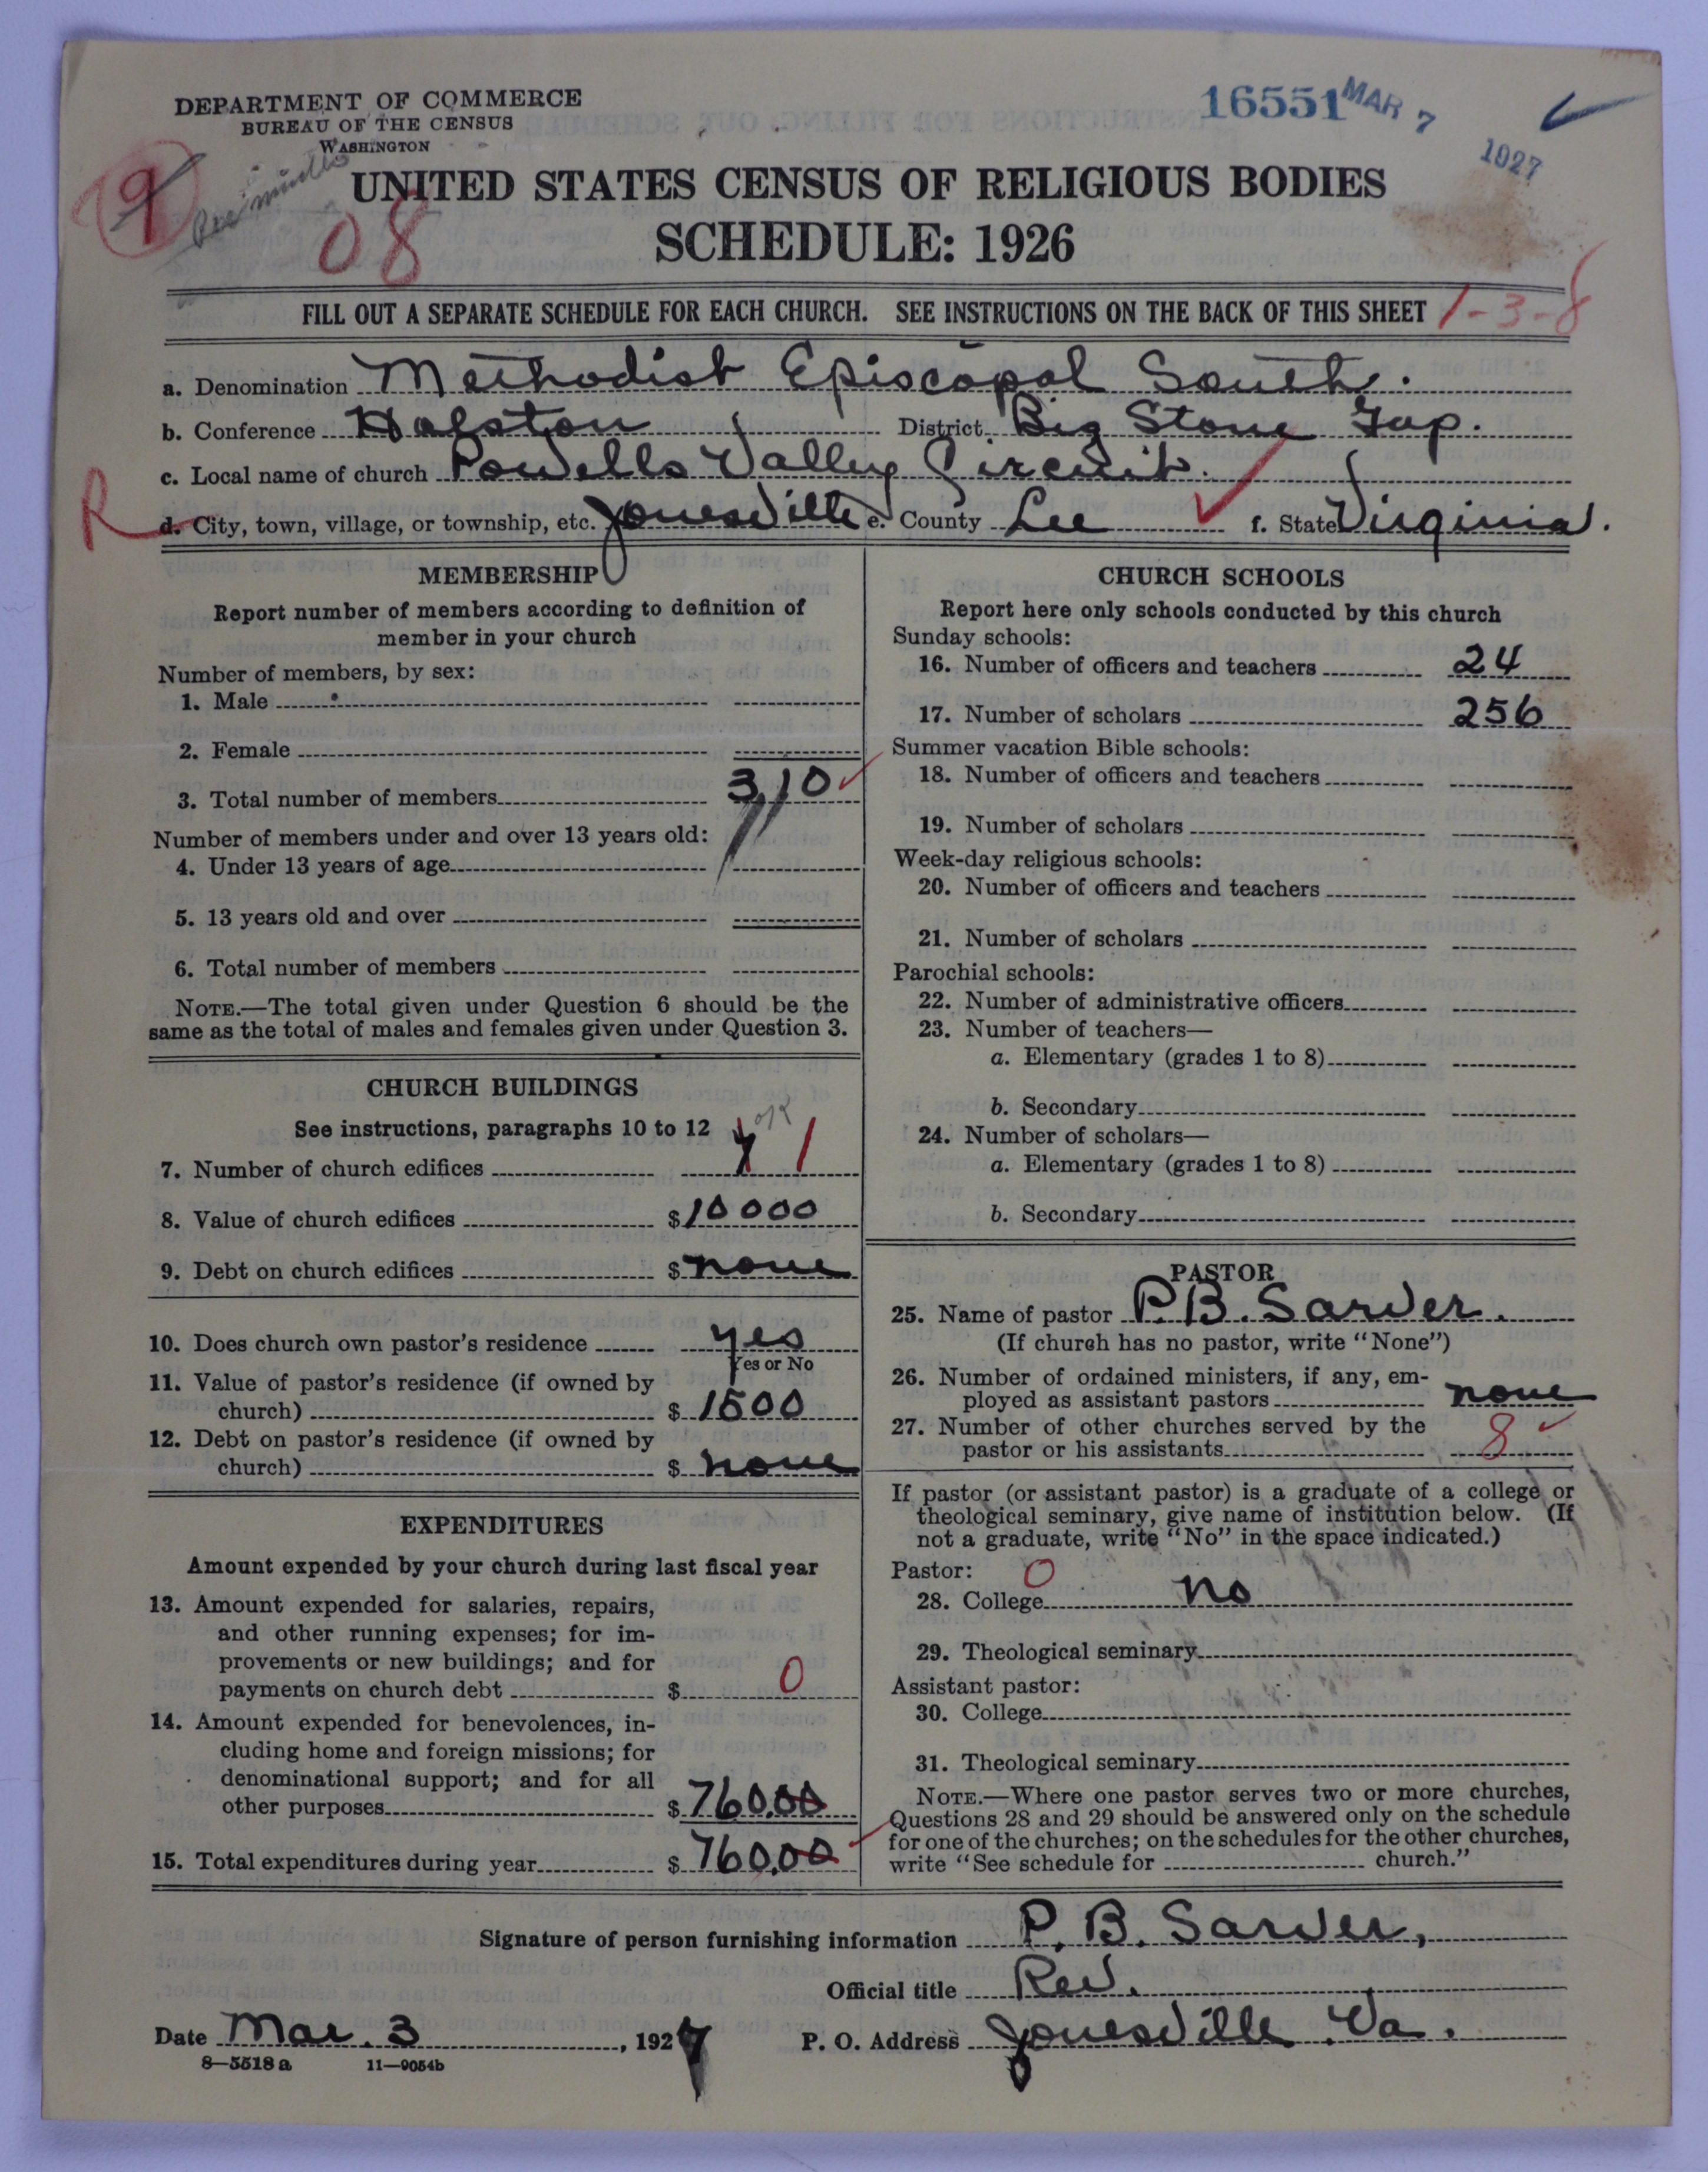 DEPARTMENT OF COMMERCE
BUREAU OF THE CENSUS
WASHINGTON
16551 MAR 7 1927
9
UNITED STATES CENSUS OF RELIGIOUS BODIES
08
SCHEDULE: 1926
FILL OUT A SEPARATE SCHEDULE FOR EACH CHURCH. SEE INSTRUCTIONS ON THE BACK OF THIS SHEET 1-3-8
a. Denomination Methodist Episcopal South.
b. Conference Holston District Big Stone Gap.
c. Local name of church Powells Valley Circuit.
R d. City, town, village, or township, etc. Jonesville e. County Lee f. State Virginia.
MEMBERSHIP
Report number of members according to definition of
member in your church
Number of members, by sex:
1. Male
2. Female
3. Total number of members 310
Number of members under and over 13 years old:
4. Under 13 years of age
5. 13 years old and over
6. Total number of members
NOTE.—The total given under Question 6 should be the
same as the total of males and females given under Question 3.
CHURCH BUILDINGS
See instructions, paragraphs 10 to 12 OK
7. Number of church edifices 1
8. Value of church edifices $10000
9. Debt on church edifices $ none
10. Does church own pastor's residence yes
Yes or No
11. Value of pastor's residence (if owned by
church) $ 1500
12. Debt on pastor's residence (if owned by
church) $ none
EXPENDITURES
Amount expended by your church during last fiscal year
13. Amount expended for salaries, repairs,
and other running expenses; for im-
provements or new buildings; and for
payments on church debt $ 0
14. Amount expended for benevolences, in-
cluding home and foreign missions; for
denominational support; and for all
other purposes $760.00
15. Total expenditures during year $ 760.00
CHURCH SCHOOLS
Report here only schools conducted by this church
Sunday schools:
16. Number of officers and teachers 24
17. Number of scholars 256
Summer vacation Bible schools:
18. Number of officers and teachers
19. Number of scholars
Week-day religious schools:
20. Number of officers and teachers
21. Number of scholars
Parochial schools:
22. Number of administrative officers
23. Number of teachers—
a. Elementary (grades 1 to 8)
b. Secondary
24. Number of scholars—
a. Elementary (grades 1 to 8)
b. Secondary
PASTOR
25. Name of pastor P.B. Sarver.
(If church has no pastor, write "None")
26. Number of ordained ministers, if any, em-
ployed as assistant pastors none
27. Number of other churches served by the
pastor or his assistants 8
If pastor (or assistant pastor) is a graduate of a college or
theological seminary, give name of institution below. (If
not a graduate, write "No" in the space indicated.)
Pastor: 0
28. College no
29. Theological seminary
Assistant pastor:
30. College
31. Theological seminary
NOTE.—Where one pastor serves two or more churches,
Questions 28 and 29 should be answered only on the schedule
for one of the churches; on the schedules for the other churches,
write "See schedule for church."
Signature of person furnishing information P. B. Sarver,
Official title Rev.
Date Mar. 3, 1927 P. O. Address Jonesville Va.
8—5518a 11—9054b